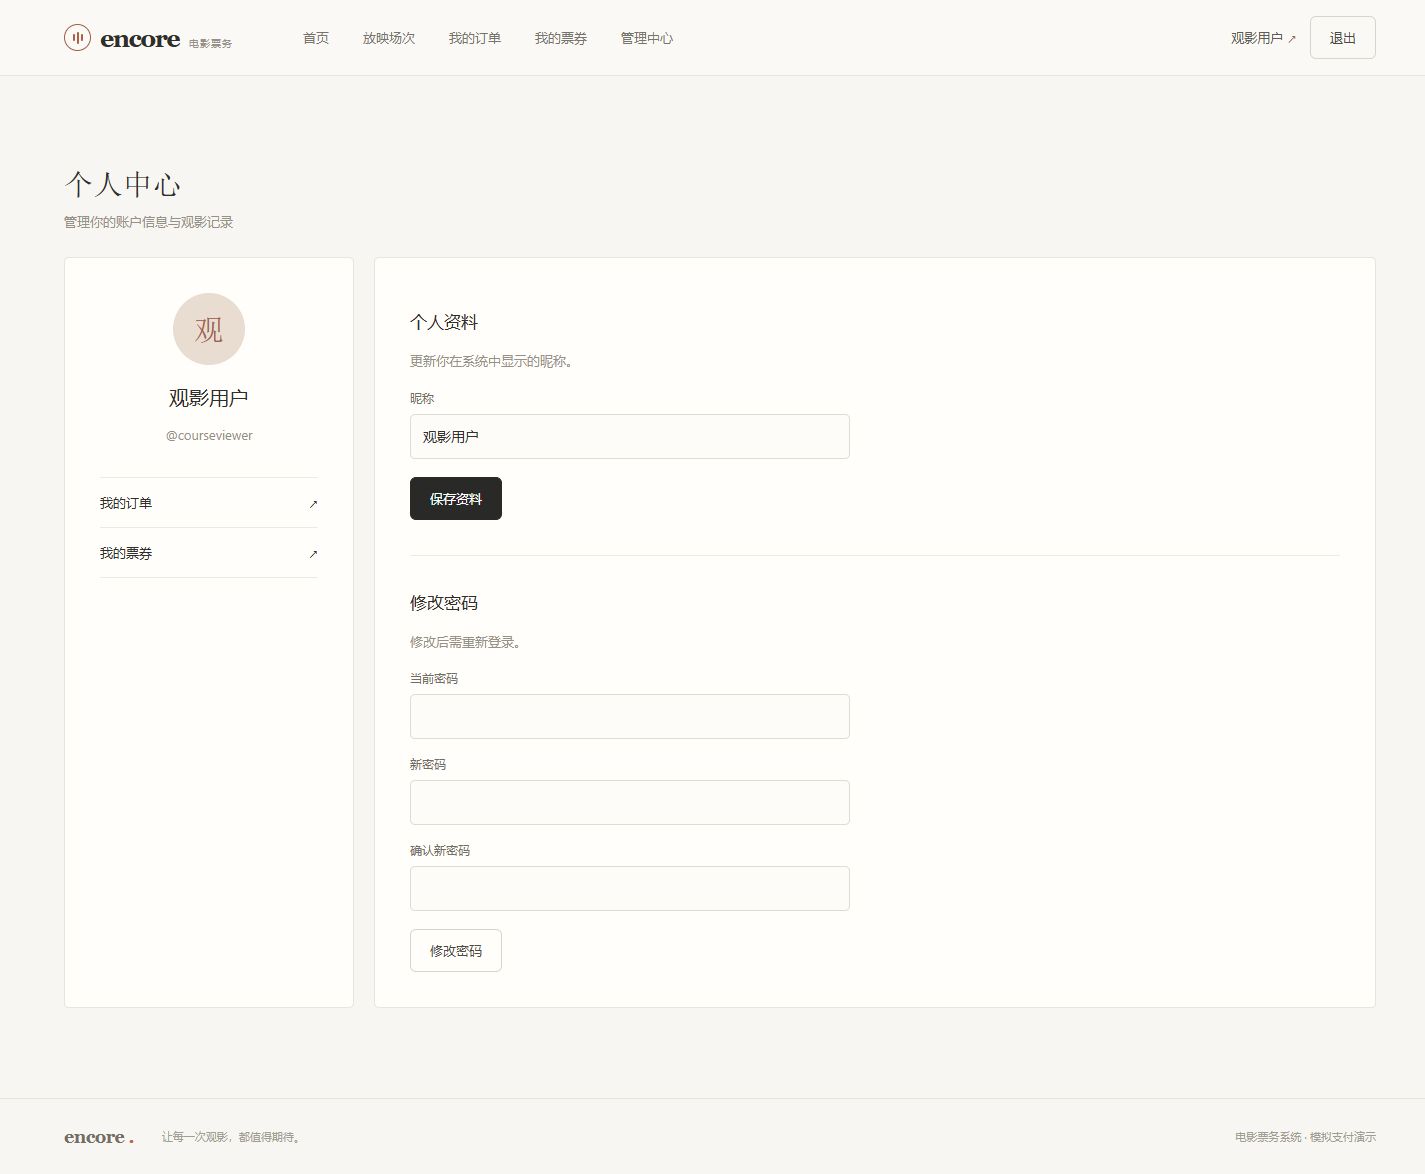 encore 电影票务 首页 放映场次 我的订单 我的票券 管理中心 观影用户 ↗ 退出
个人中心
管理你的账户信息与观影记录
观
观影用户
@courseviewer
我的订单 ↗
我的票券 ↗
个人资料
更新你在系统中显示的昵称。
昵称
观影用户
保存资料
修改密码
修改后需重新登录。
当前密码
新密码
确认新密码
修改密码
encore . 让每一次观影，都值得期待。 电影票务系统 · 模拟支付演示